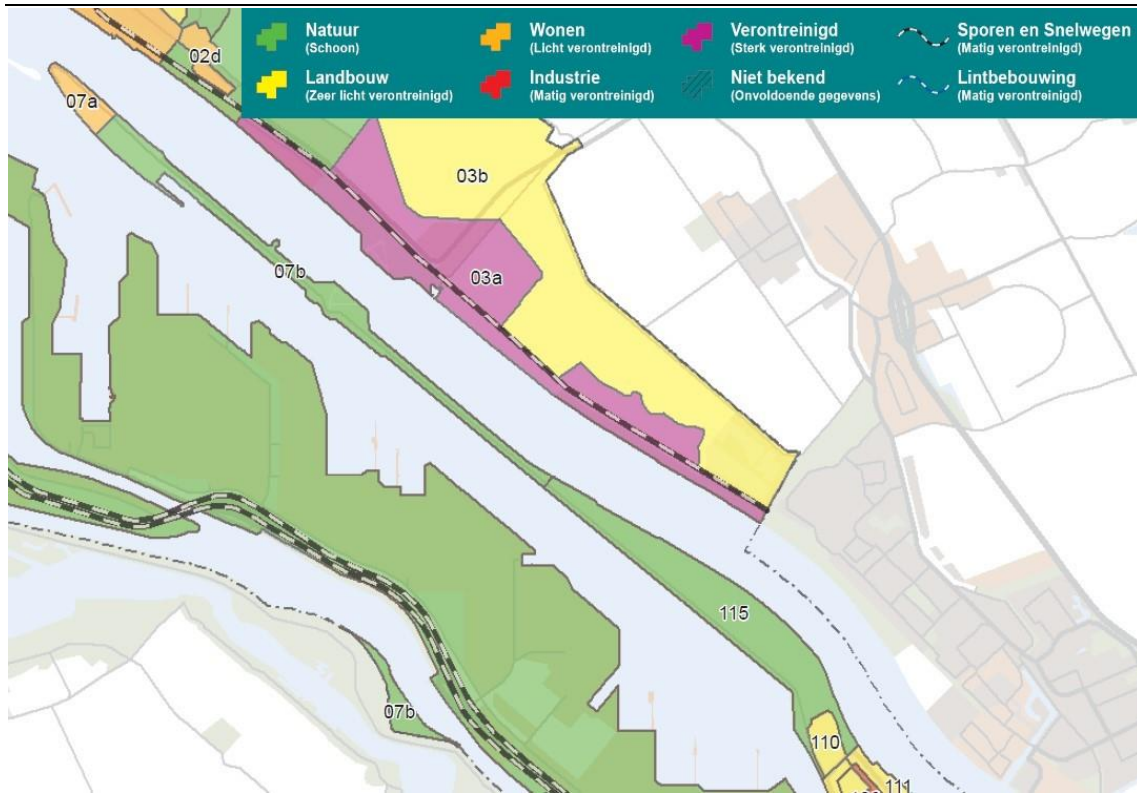 Natuur
(Schoon)
Wonen
(Licht verontreinigd)
Verontreinigd
(Sterk verontreinigd)
Sporen en Snelwegen
(Matig verontreinigd)
Landbouw
(Zeer licht verontreinigd)
Industrie
(Matig verontreinigd)
Niet bekend
(Onvoldoende gegevens)
Lintbebouwing
(Matig verontreinigd)
02d
07a
03b
07b
03a
115
07b
110
111